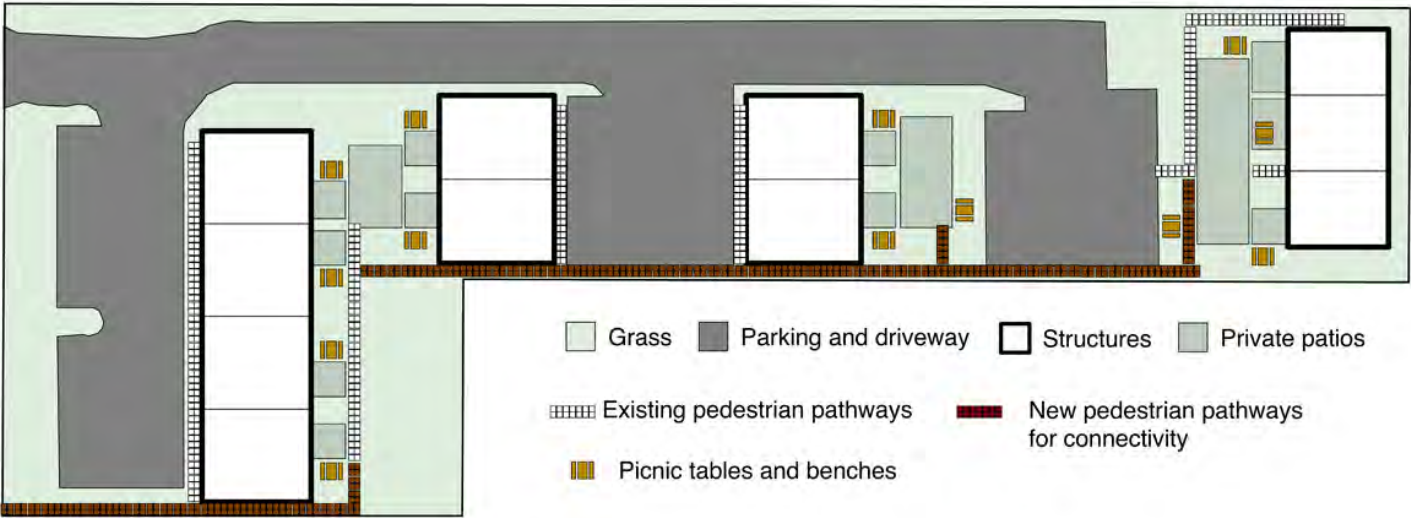 Grass
Parking and driveway
Structures
Private patios
Existing pedestrian pathways
New pedestrian pathways
for connectivity
Picnic tables and benches